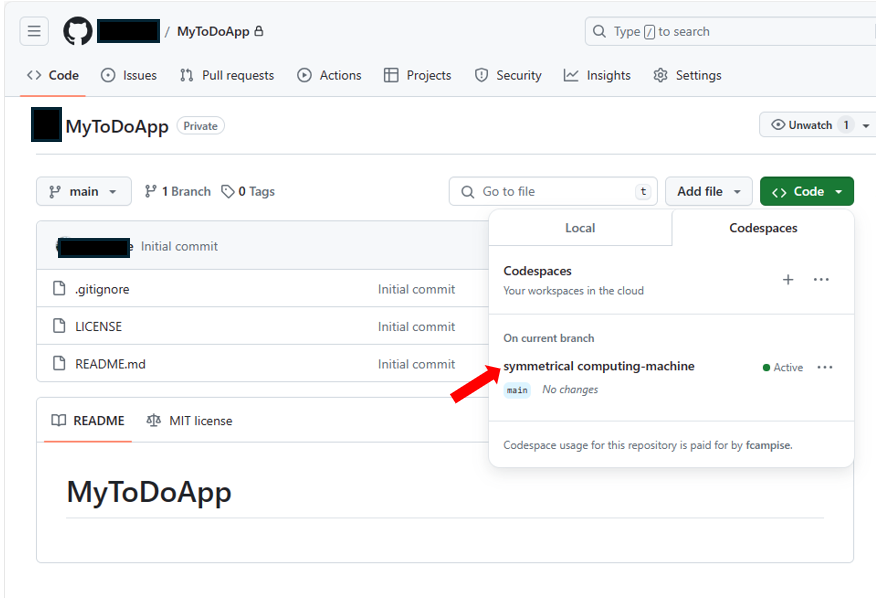 / MyToDoApp
Type / to search
Code Issues Pull requests Actions Projects Security Insights Settings
MyToDoApp Private
Unwatch 1
main 1 Branch 0 Tags
Go to file t
Add file
Code
Local Codespaces
Initial commit
Codespaces
Your workspaces in the cloud
.gitignore Initial commit
LICENSE Initial commit
README.md Initial commit
On current branch
symmetrical computing-machine Active
main No changes
README MIT license
Codespace usage for this repository is paid for by fcampise.
MyToDoApp